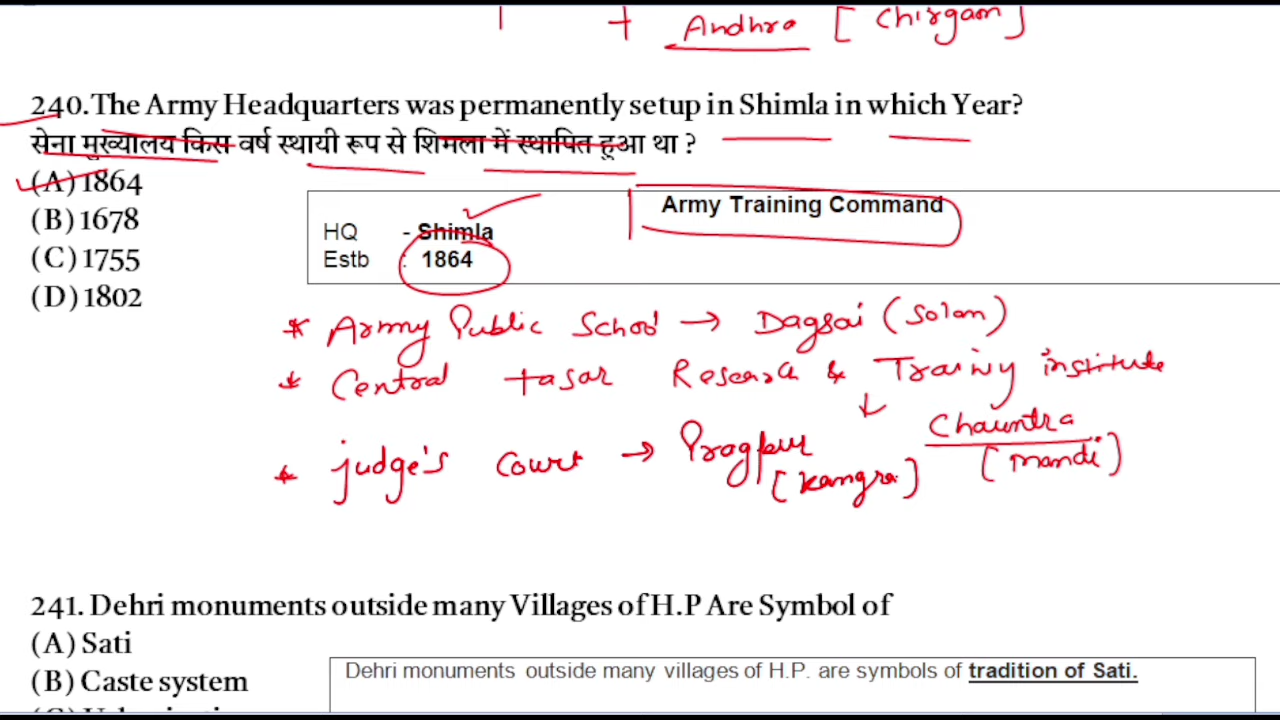 + Andhra [Chirgaon]
240.The Army Headquarters was permanently setup in Shimla in which Year?
सेना मुख्यालय किस वर्ष स्थायी रूप से शिमला में स्थापित हुआ था ?
(A) 1864
(B) 1678
(C) 1755
(D) 1802
Army Training Command
HQ - Shimla
Estb : 1864
* Army Public School → Dagsai (Solan)
* Central tasar Research & Training institute
↓
Chauntra
[mandi]
* judge's court → Pragpur
[kangra]
241. Dehri monuments outside many Villages of H.P Are Symbol of
(A) Sati
(B) Caste system
Dehri monuments outside many villages of H.P. are symbols of tradition of Sati.